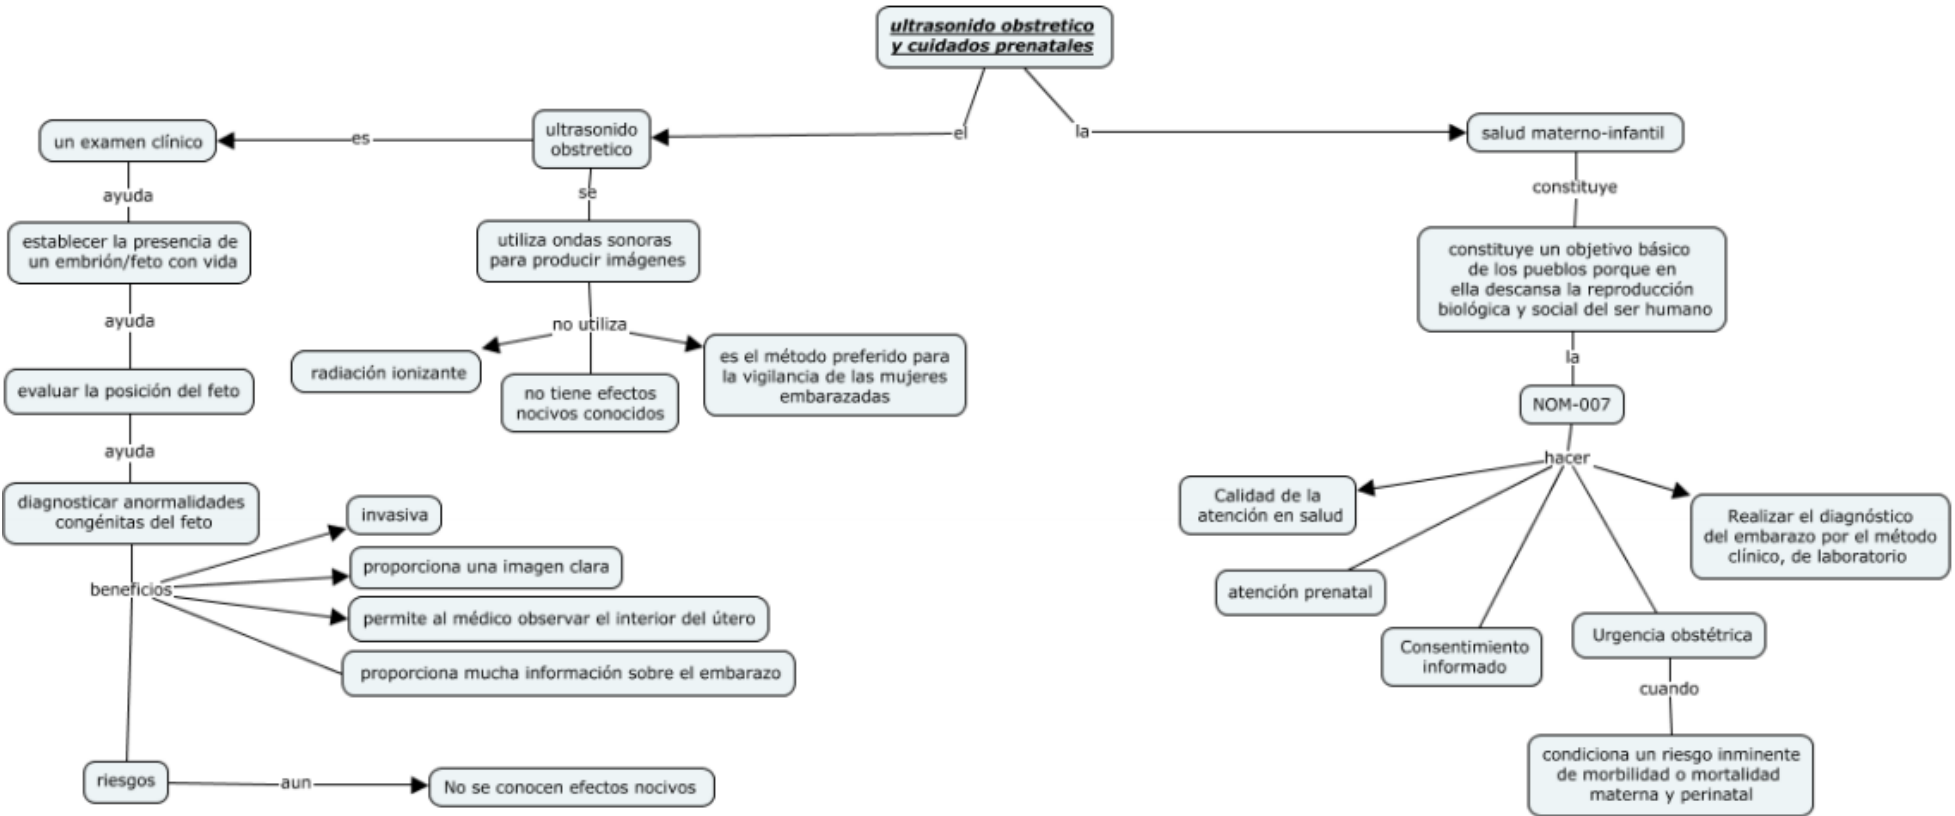 ultrasonido obstretico
y cuidados prenatales
el
la
ultrasonido
obstretico
es
un examen clínico
ayuda
establecer la presencia de
un embrión/feto con vida
ayuda
evaluar la posición del feto
ayuda
diagnosticar anormalidades
congénitas del feto
beneficios
invasiva
proporciona una imagen clara
permite al médico observar el interior del útero
proporciona mucha información sobre el embarazo
riesgos
aun
No se conocen efectos nocivos
se
utiliza ondas sonoras
para producir imágenes
no utiliza
radiación ionizante
no tiene efectos
nocivos conocidos
es el método preferido para
la vigilancia de las mujeres
embarazadas
salud materno-infantil
constituye
constituye un objetivo básico
de los pueblos porque en
ella descansa la reproducción
biológica y social del ser humano
la
NOM-007
hacer
Calidad de la
atención en salud
atención prenatal
Consentimiento
informado
Urgencia obstétrica
cuando
condiciona un riesgo inminente
de morbilidad o mortalidad
materna y perinatal
Realizar el diagnóstico
del embarazo por el método
clínico, de laboratorio